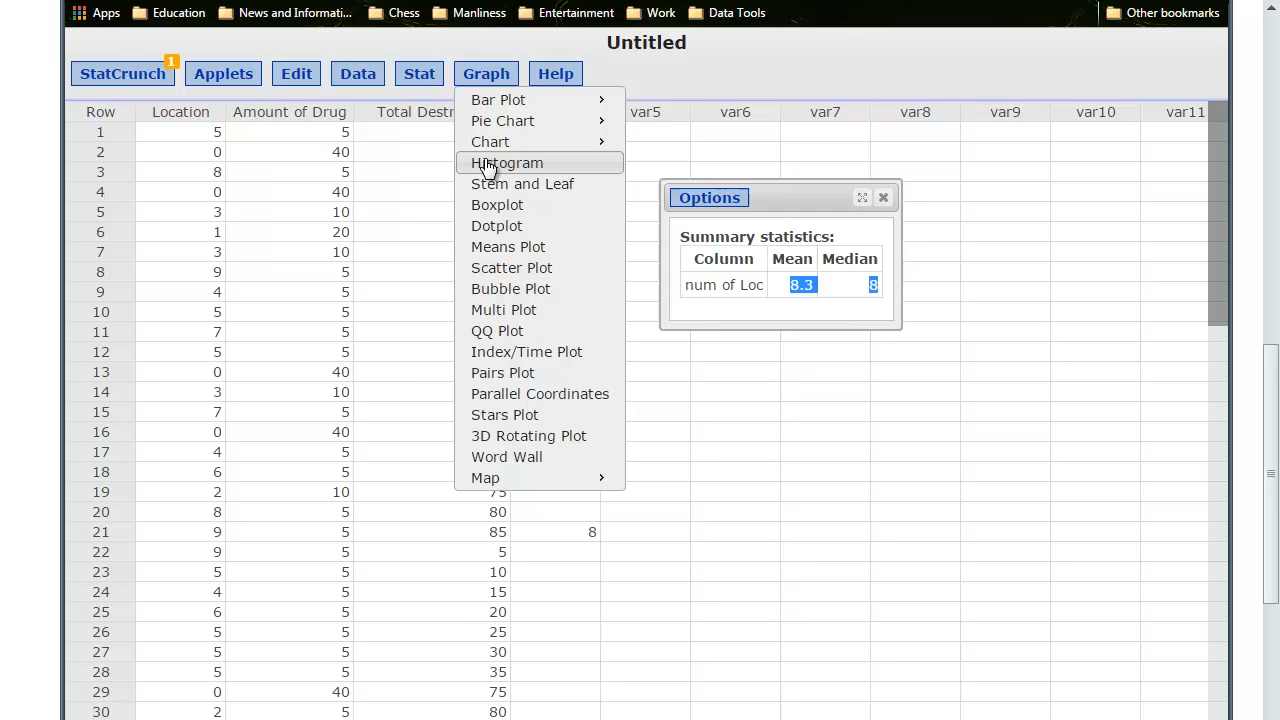 Apps Education News and Informati... Chess Manliness Entertainment Work Data Tools Other bookmarks
Untitled
StatCrunch 1 Applets Edit Data Stat Graph Help
Row Location Amount of Drug Total Destr var5 var6 var7 var8 var9 var10 var11
Bar Plot
Pie Chart
Chart
Histogram
Stem and Leaf
Boxplot
Dotplot
Means Plot
Scatter Plot
Bubble Plot
Multi Plot
QQ Plot
Index/Time Plot
Pairs Plot
Parallel Coordinates
Stars Plot
3D Rotating Plot
Word Wall
Map
Options
Summary statistics:
Column Mean Median
num of Loc 8.3 8
1 5 5
2 0 40
3 8 5
4 0 40
5 3 10
6 1 20
7 3 10
8 9 5
9 4 5
10 5 5
11 7 5
12 5 5
13 0 40
14 3 10
15 7 5
16 0 40
17 4 5
18 6 5
19 2 10 75
20 8 5 80
21 9 5 85 8
22 9 5 5
23 5 5 10
24 4 5 15
25 6 5 20
26 5 5 25
27 5 5 30
28 5 5 35
29 0 40 75
30 2 5 80